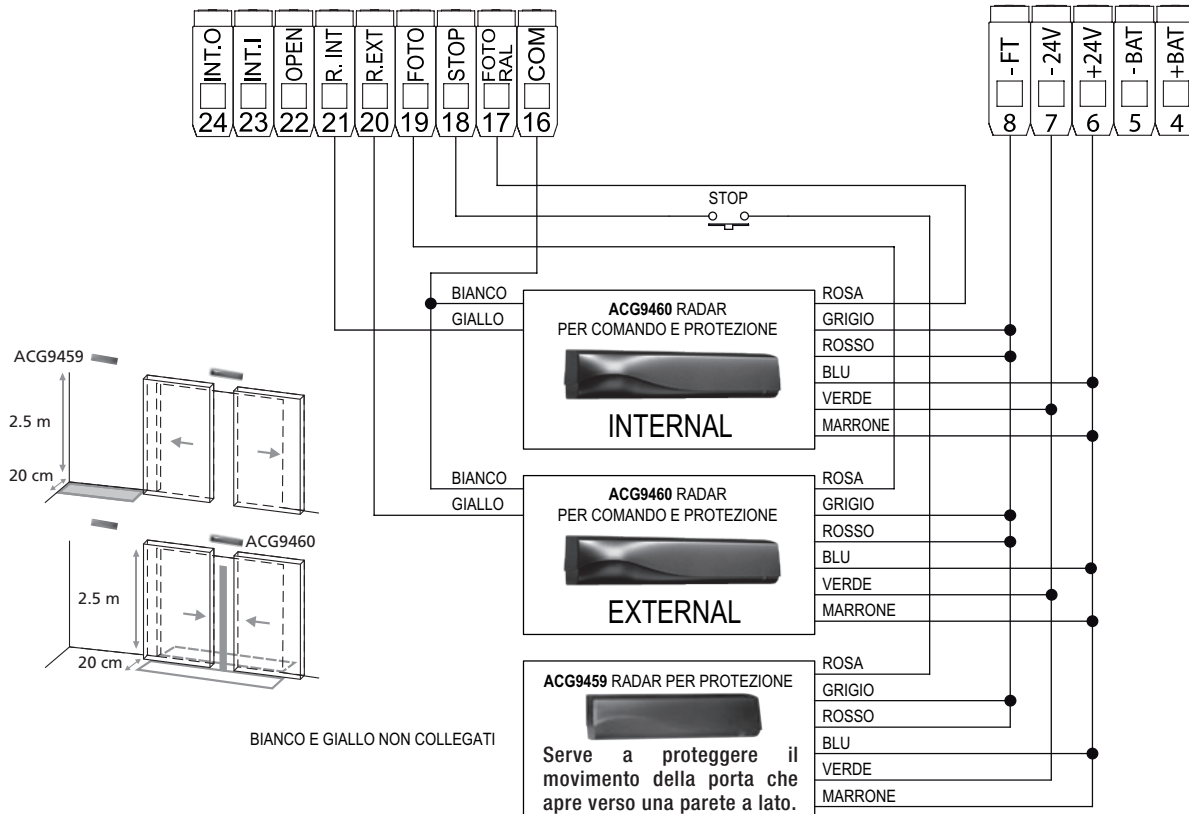 INT.O
INT.I
OPEN
R. INT
R.EXT
FOTO
STOP
FOTO
RAL
COM
24
23
22
21
20
19
18
17
16
-FT
-24V
+24V
-BAT
+BAT
8
7
6
5
4
STOP
BIANCO
GIALLO
ACG9460 RADAR
PER COMANDO E PROTEZIONE
INTERNAL
ROSA
GRIGIO
ROSSO
BLU
VERDE
MARRONE
ACG9459
2.5 m
20 cm
BIANCO
GIALLO
ACG9460 RADAR
PER COMANDO E PROTEZIONE
EXTERNAL
ROSA
GRIGIO
ROSSO
BLU
VERDE
MARRONE
ACG9460
2.5 m
20 cm
BIANCO E GIALLO NON COLLEGATI
ACG9459 RADAR PER PROTEZIONE
Serve a proteggere il
movimento della porta che
apre verso una parete a lato.
ROSA
GRIGIO
ROSSO
BLU
VERDE
MARRONE